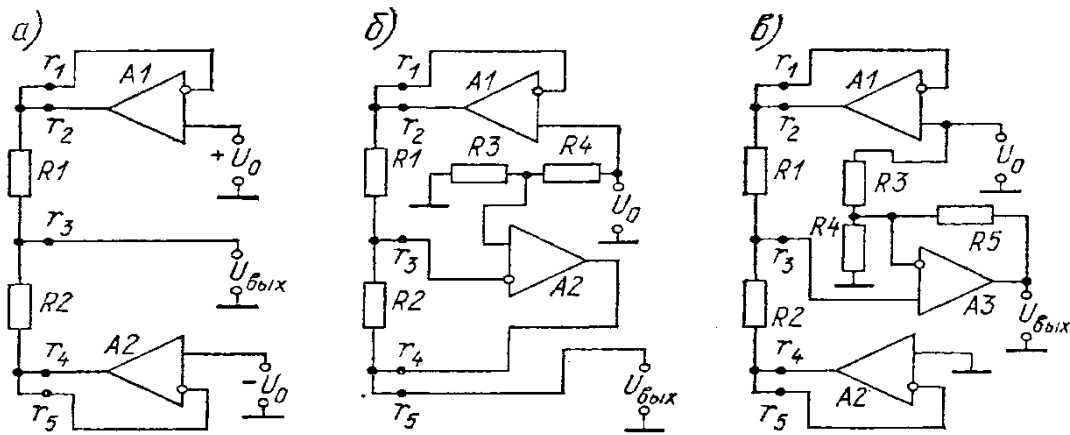 а) б) в)
r1 A1 r1 A1 r1 A1
r2 r2 r2
+ U0 R3 R4 U0
R1 R1 R1 R3
U0
r3 r3 R4 r3 R5
Uвых A2 A3
R2 R2 R2 Uвых
r4 A2 r4 r4
- U0 Uвых A2
r5 r5 r5